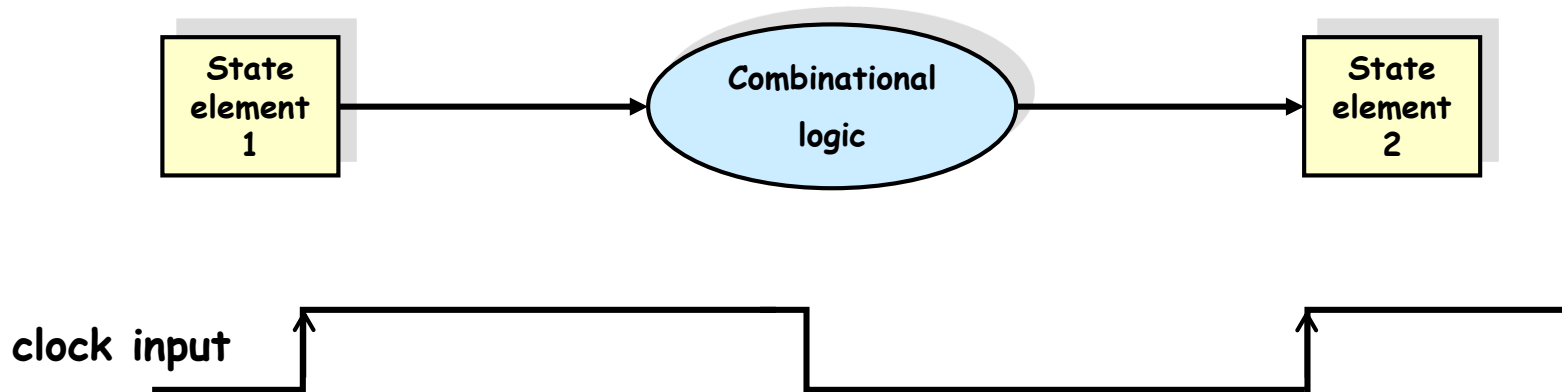 State
element
1
Combinational
logic
State
element
2
clock input